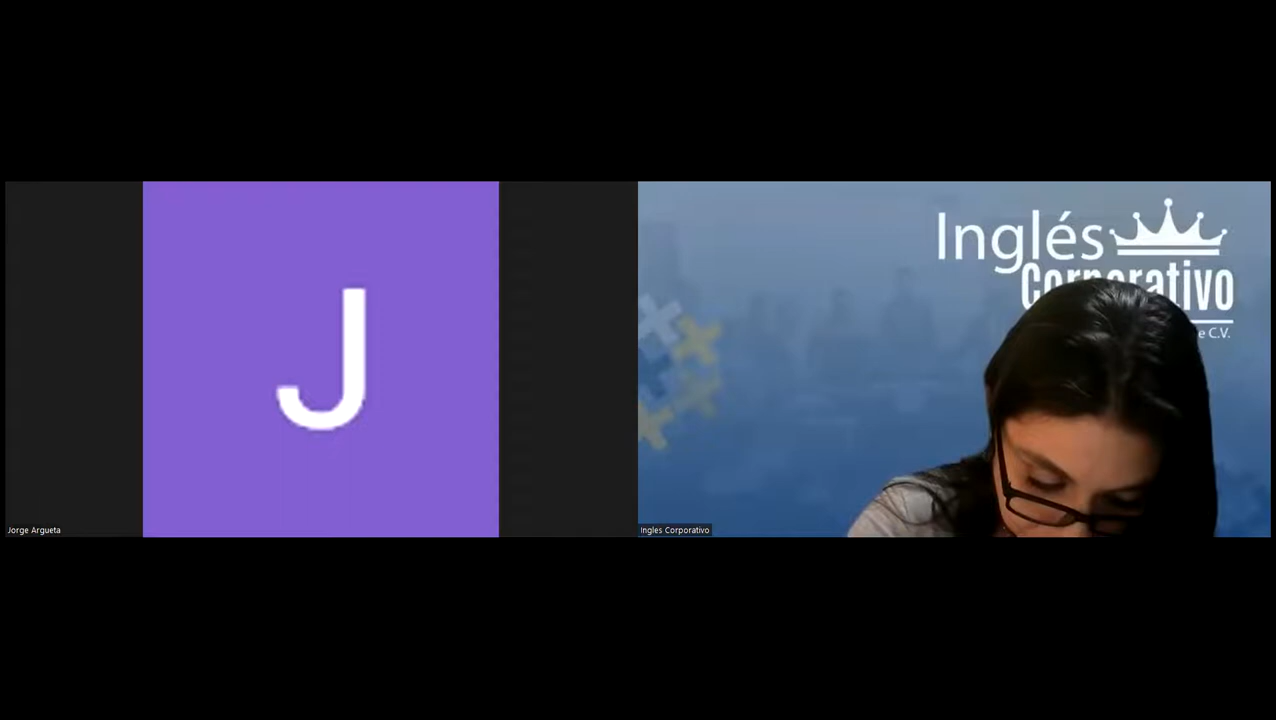 J
Jorge Argueta
Inglés
Corporativo
e C.V.
Ingles Corporativo